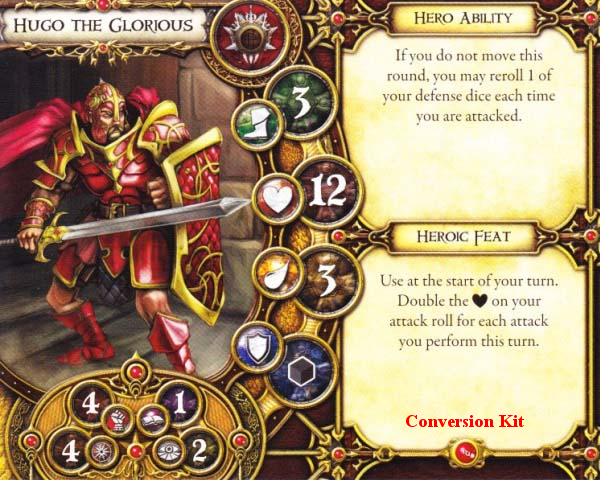 HUGO THE GLORIOUS
3
12
3
4 1
4 2
HERO ABILITY
If you do not move this
round, you may reroll 1 of
your defense dice each time
you are attacked.
HEROIC FEAT
Use at the start of your turn.
Double the ♥ on your
attack roll for each attack
you perform this turn.
Conversion Kit